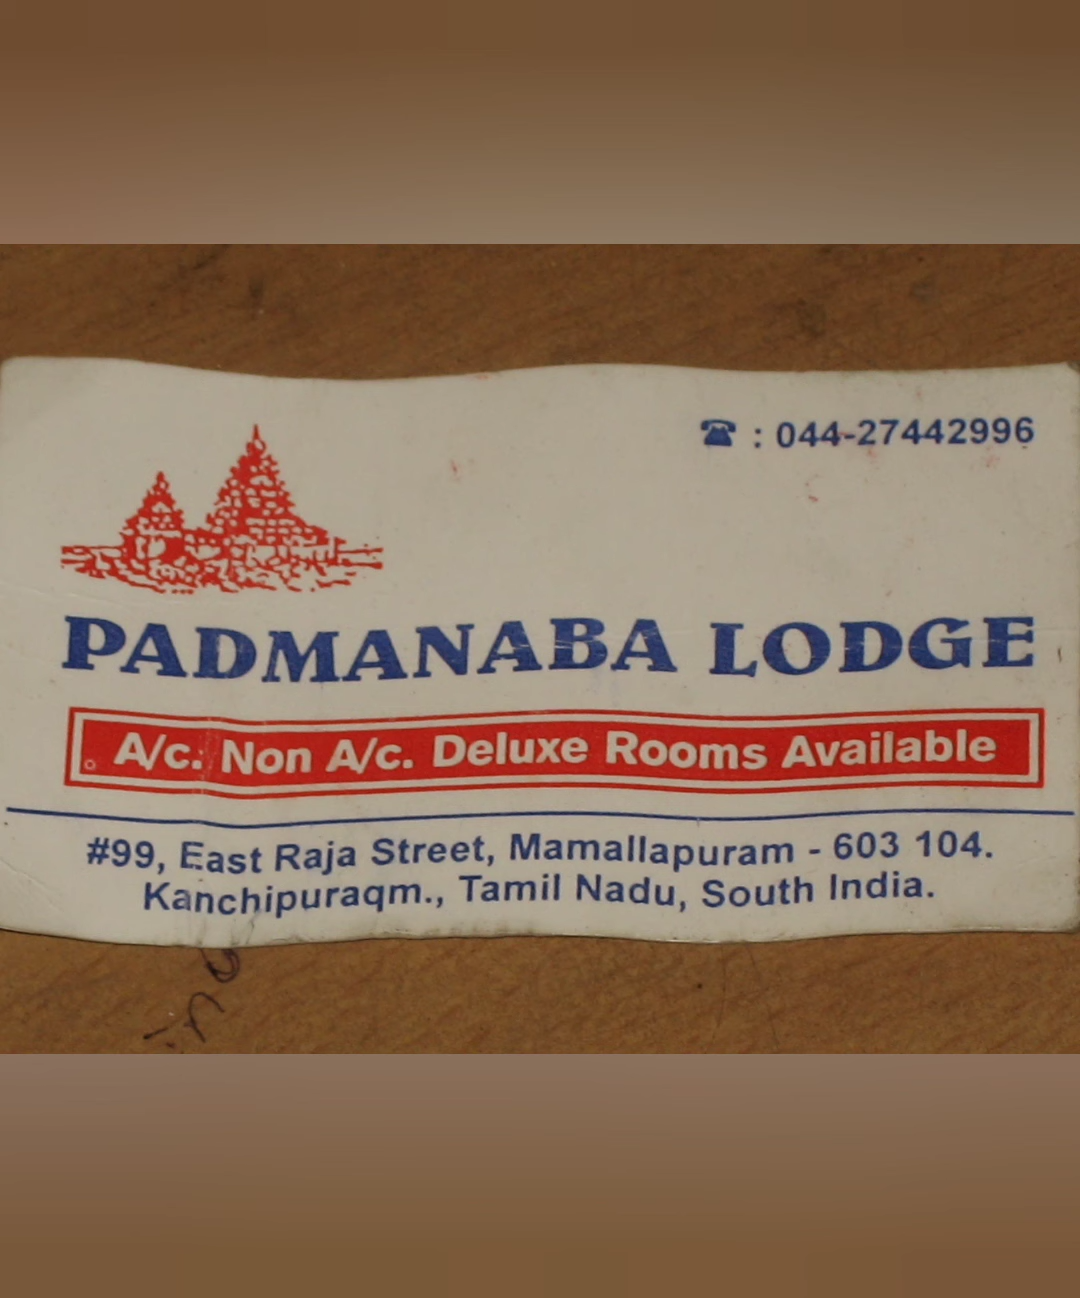 ☎ : 044-27442996
PADMANABA LODGE
A/c. Non A/c. Deluxe Rooms Available
#99, East Raja Street, Mamallapuram - 603 104.
Kanchipuraqm., Tamil Nadu, South India.